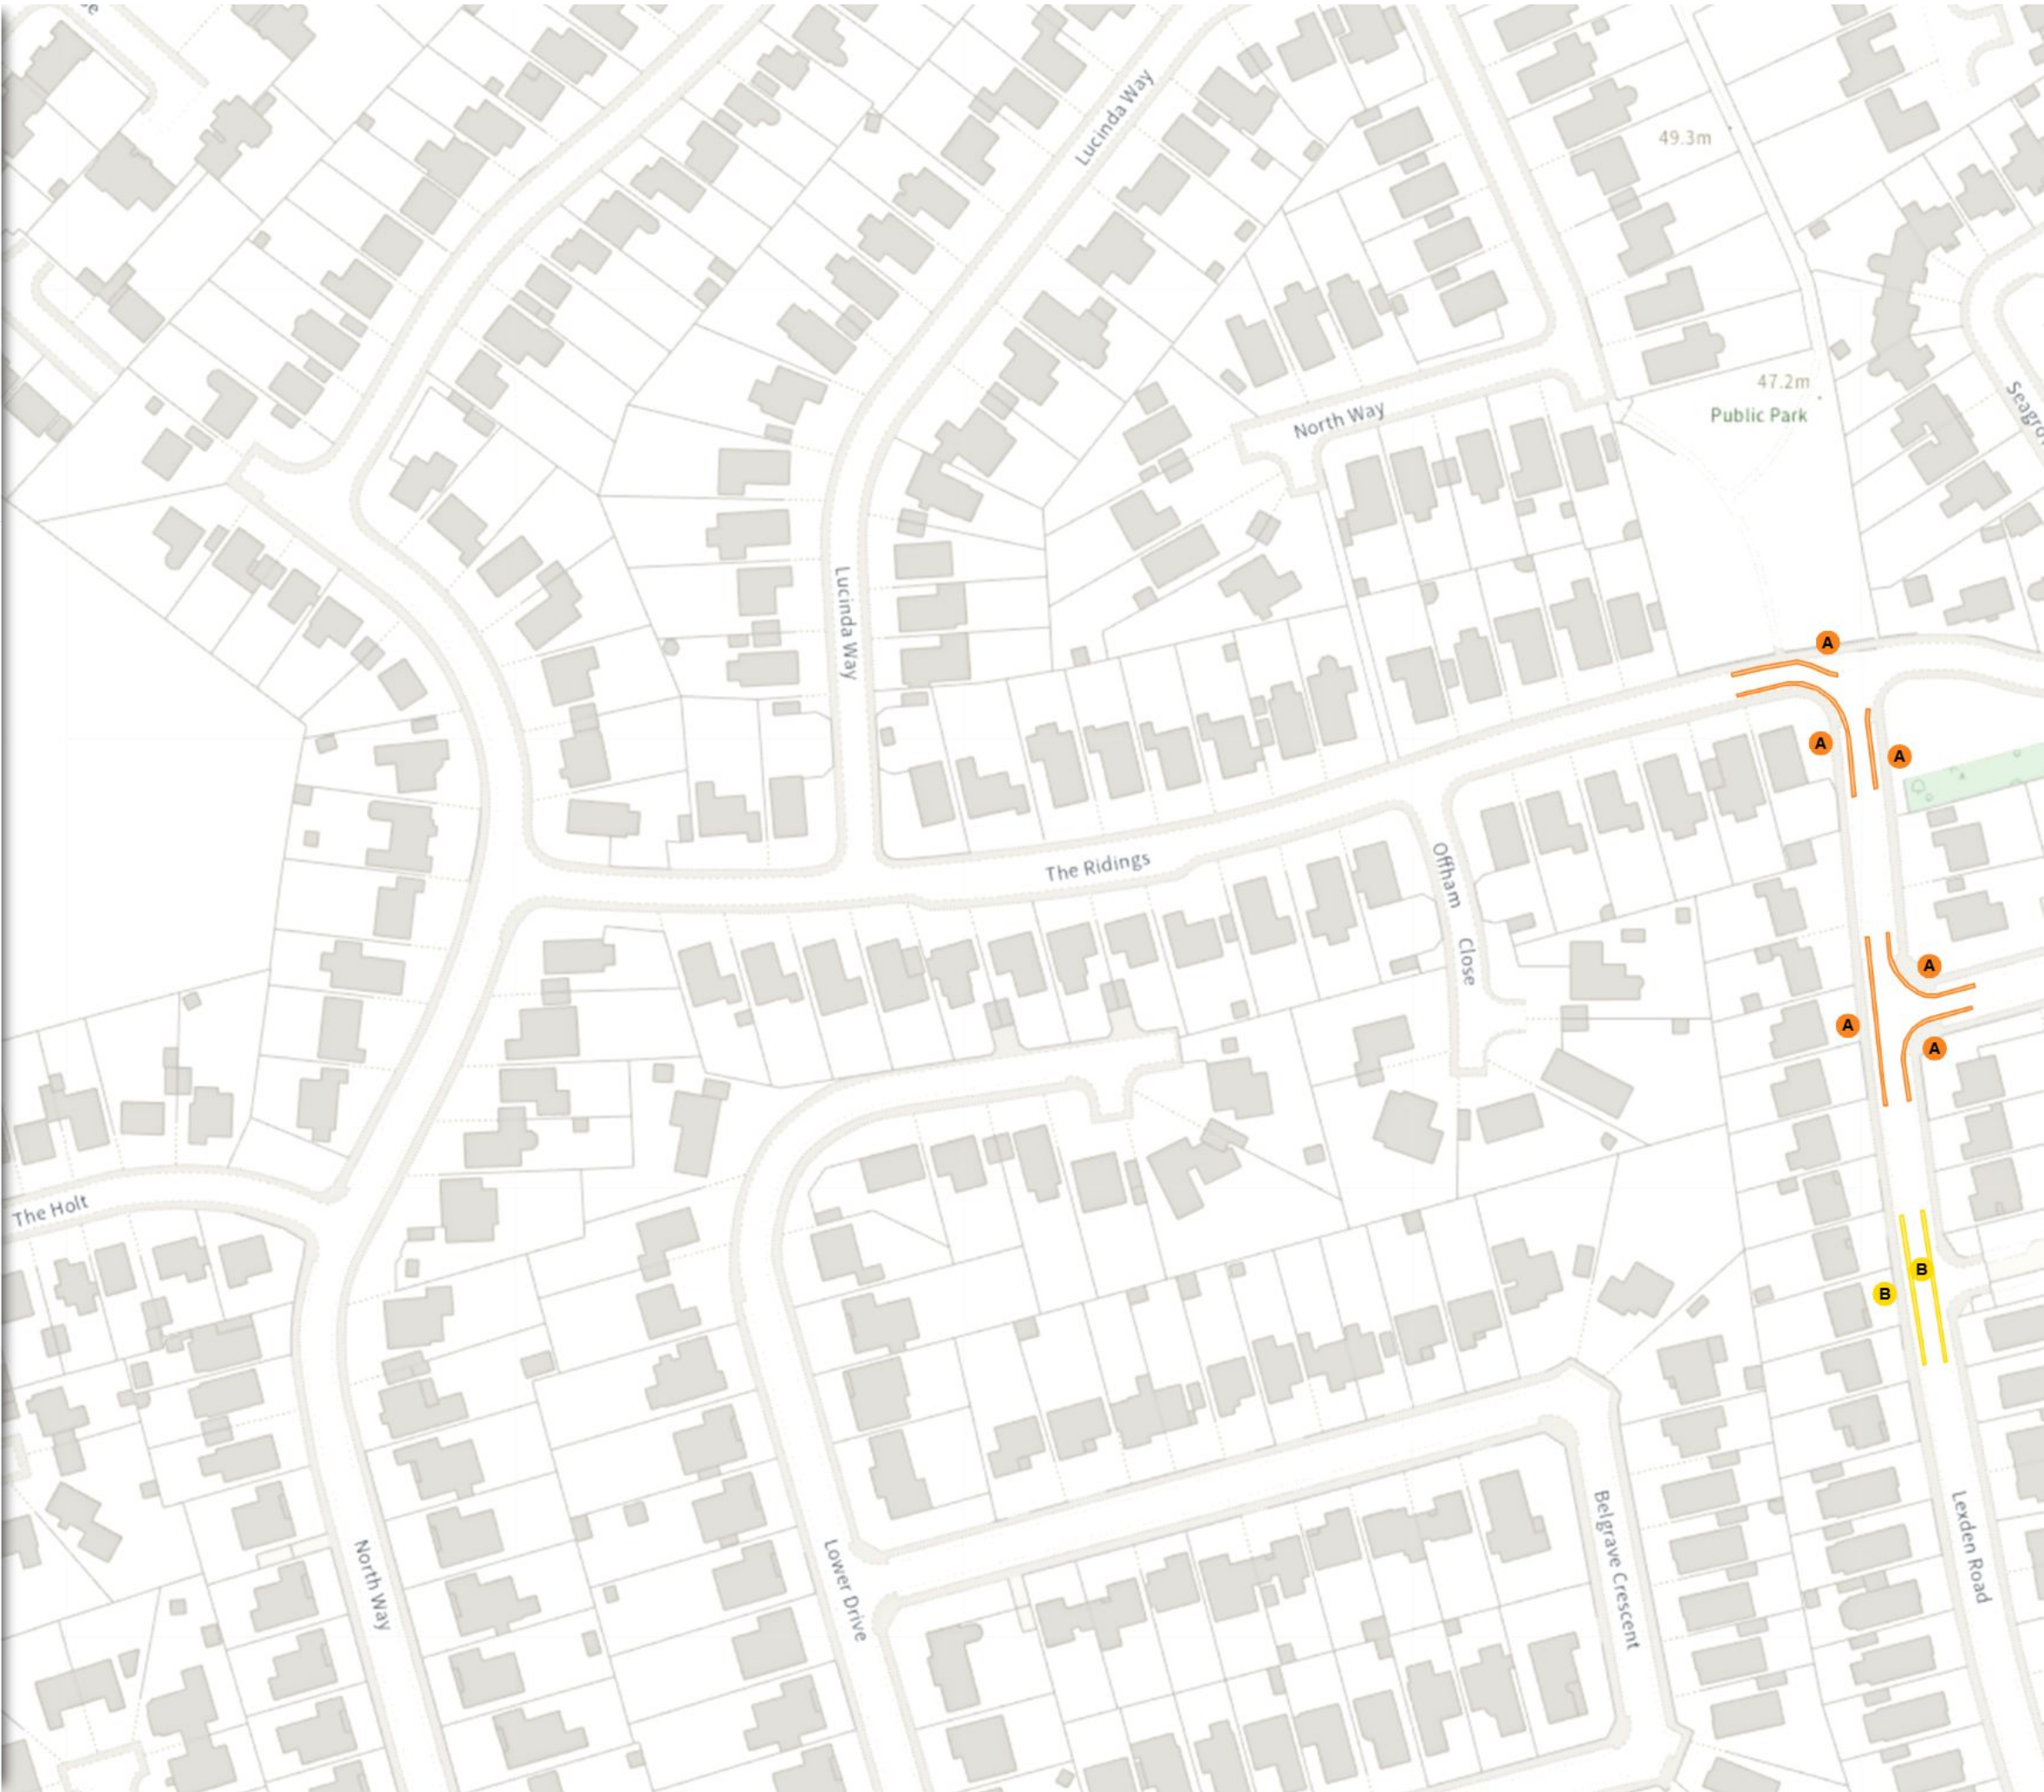 Lucinda Way
49.3m
47.2m
Public Park
North Way
Lucinda Way
A
A
A
The Ridings
Offham
Close
A
A
A
The Holt
B
B
North Way
Lower Drive
Belgrave Crescent
Lexden Road